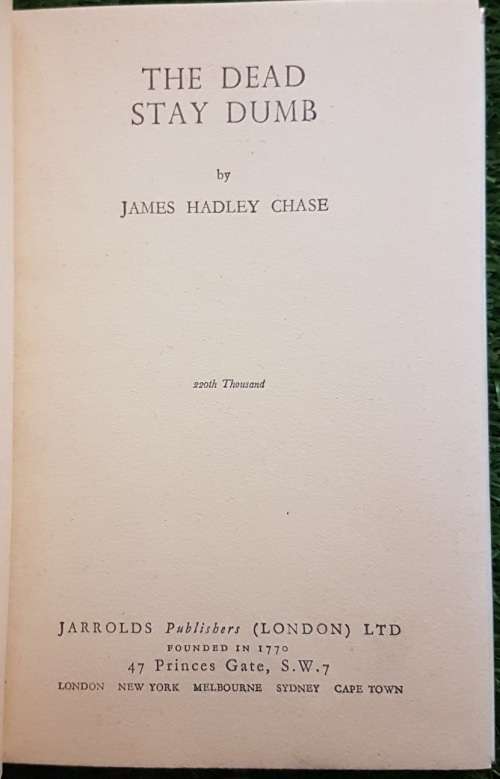 THE DEAD
STAY DUMB
by
JAMES HADLEY CHASE
220th Thousand
JARROLDS Publishers (LONDON) LTD
FOUNDED IN 1770
47 Princes Gate, S.W.7
LONDON NEW YORK MELBOURNE SYDNEY CAPE TOWN